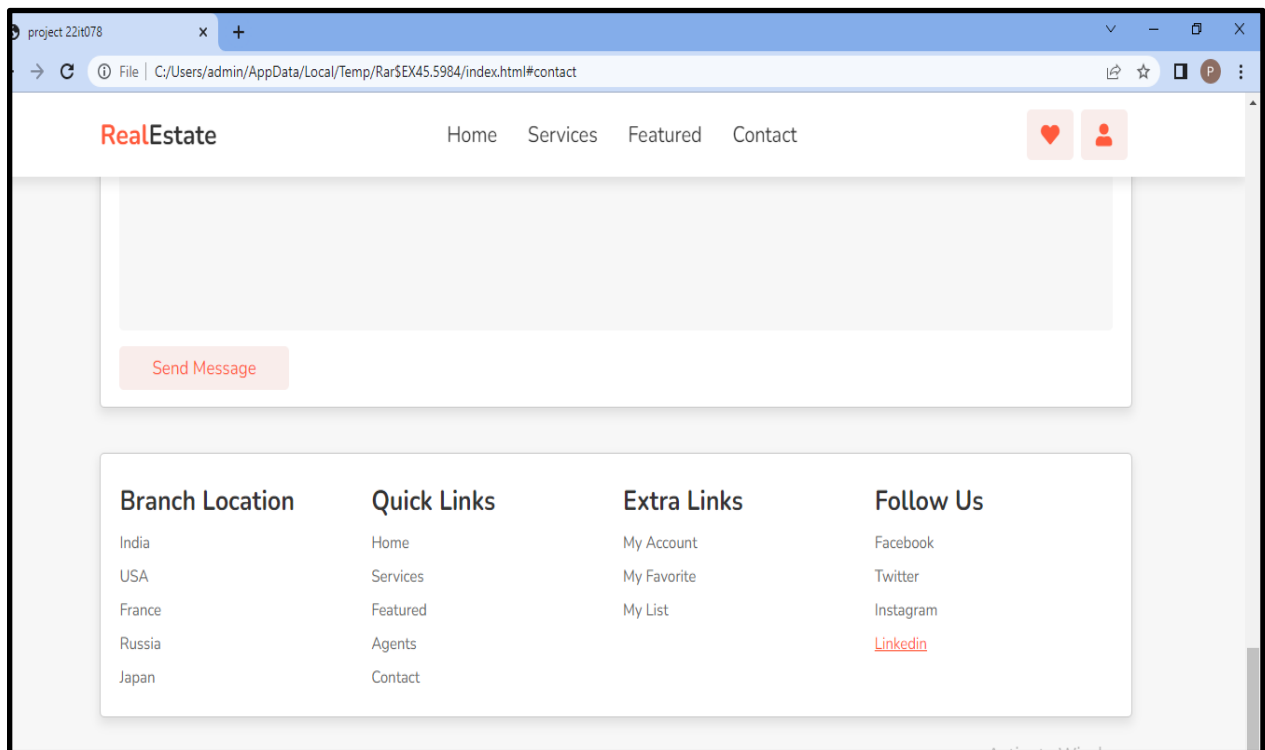 project 22it078
File
C:/Users/admin/AppData/Local/Temp/Rar$EX45.5984/index.html#contact
P
RealEstate
Home Services Featured Contact
Send Message
Branch Location
India
USA
France
Russia
Japan
Quick Links
Home
Services
Featured
Agents
Contact
Extra Links
My Account
My Favorite
My List
Follow Us
Facebook
Twitter
Instagram
Linkedin